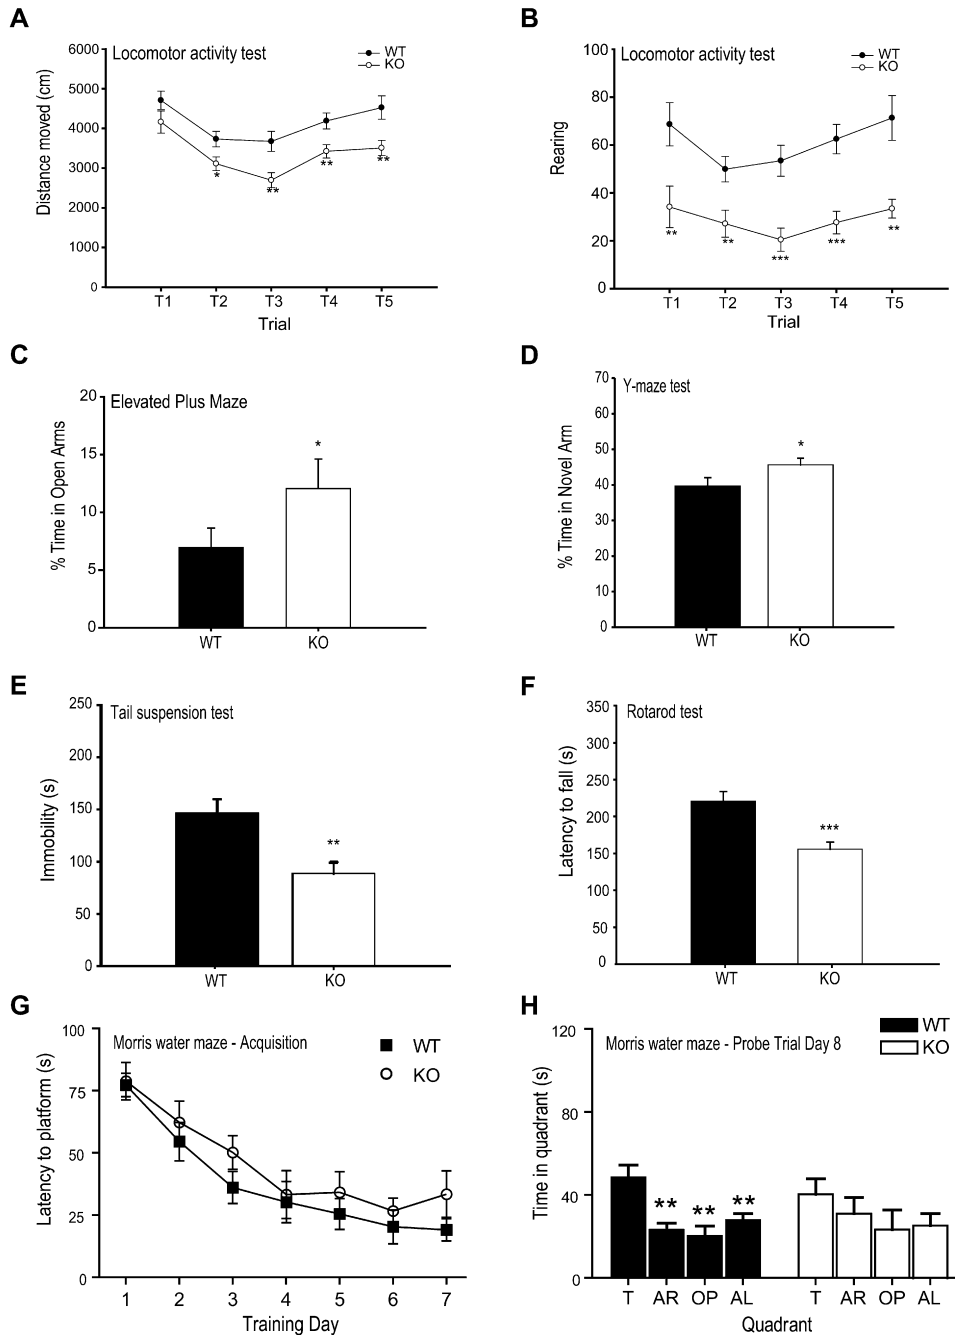 A
Locomotor activity test
WT
KO
Distance moved (cm)
6000
5000
4000
3000
2000
1000
0
*
**
**
**
T1 T2 T3 T4 T5
Trial
B
Locomotor activity test
WT
KO
Rearing
100
80
60
40
20
0
**
**
***
***
**
T1 T2 T3 T4 T5
Trial
C
Elevated Plus Maze
% Time in Open Arms
20
15
10
5
0
*
WT KO
D
Y-maze test
% Time in Novel Arm
70
60
50
40
30
20
10
0
*
WT KO
E
Tail suspension test
Immobility (s)
250
200
150
100
50
0
**
WT KO
F
Rotarod test
Latency to fall (s)
350
300
250
200
150
100
50
0
***
WT KO
G
Morris water maze - Acquisition
WT
KO
Latency to platform (s)
100
75
50
25
0
1 2 3 4 5 6 7
Training Day
H
WT
KO
Morris water maze - Probe Trial Day 8
Time in quadrant (s)
120
80
40
0
** ** **
T AR OP AL T AR OP AL
Quadrant